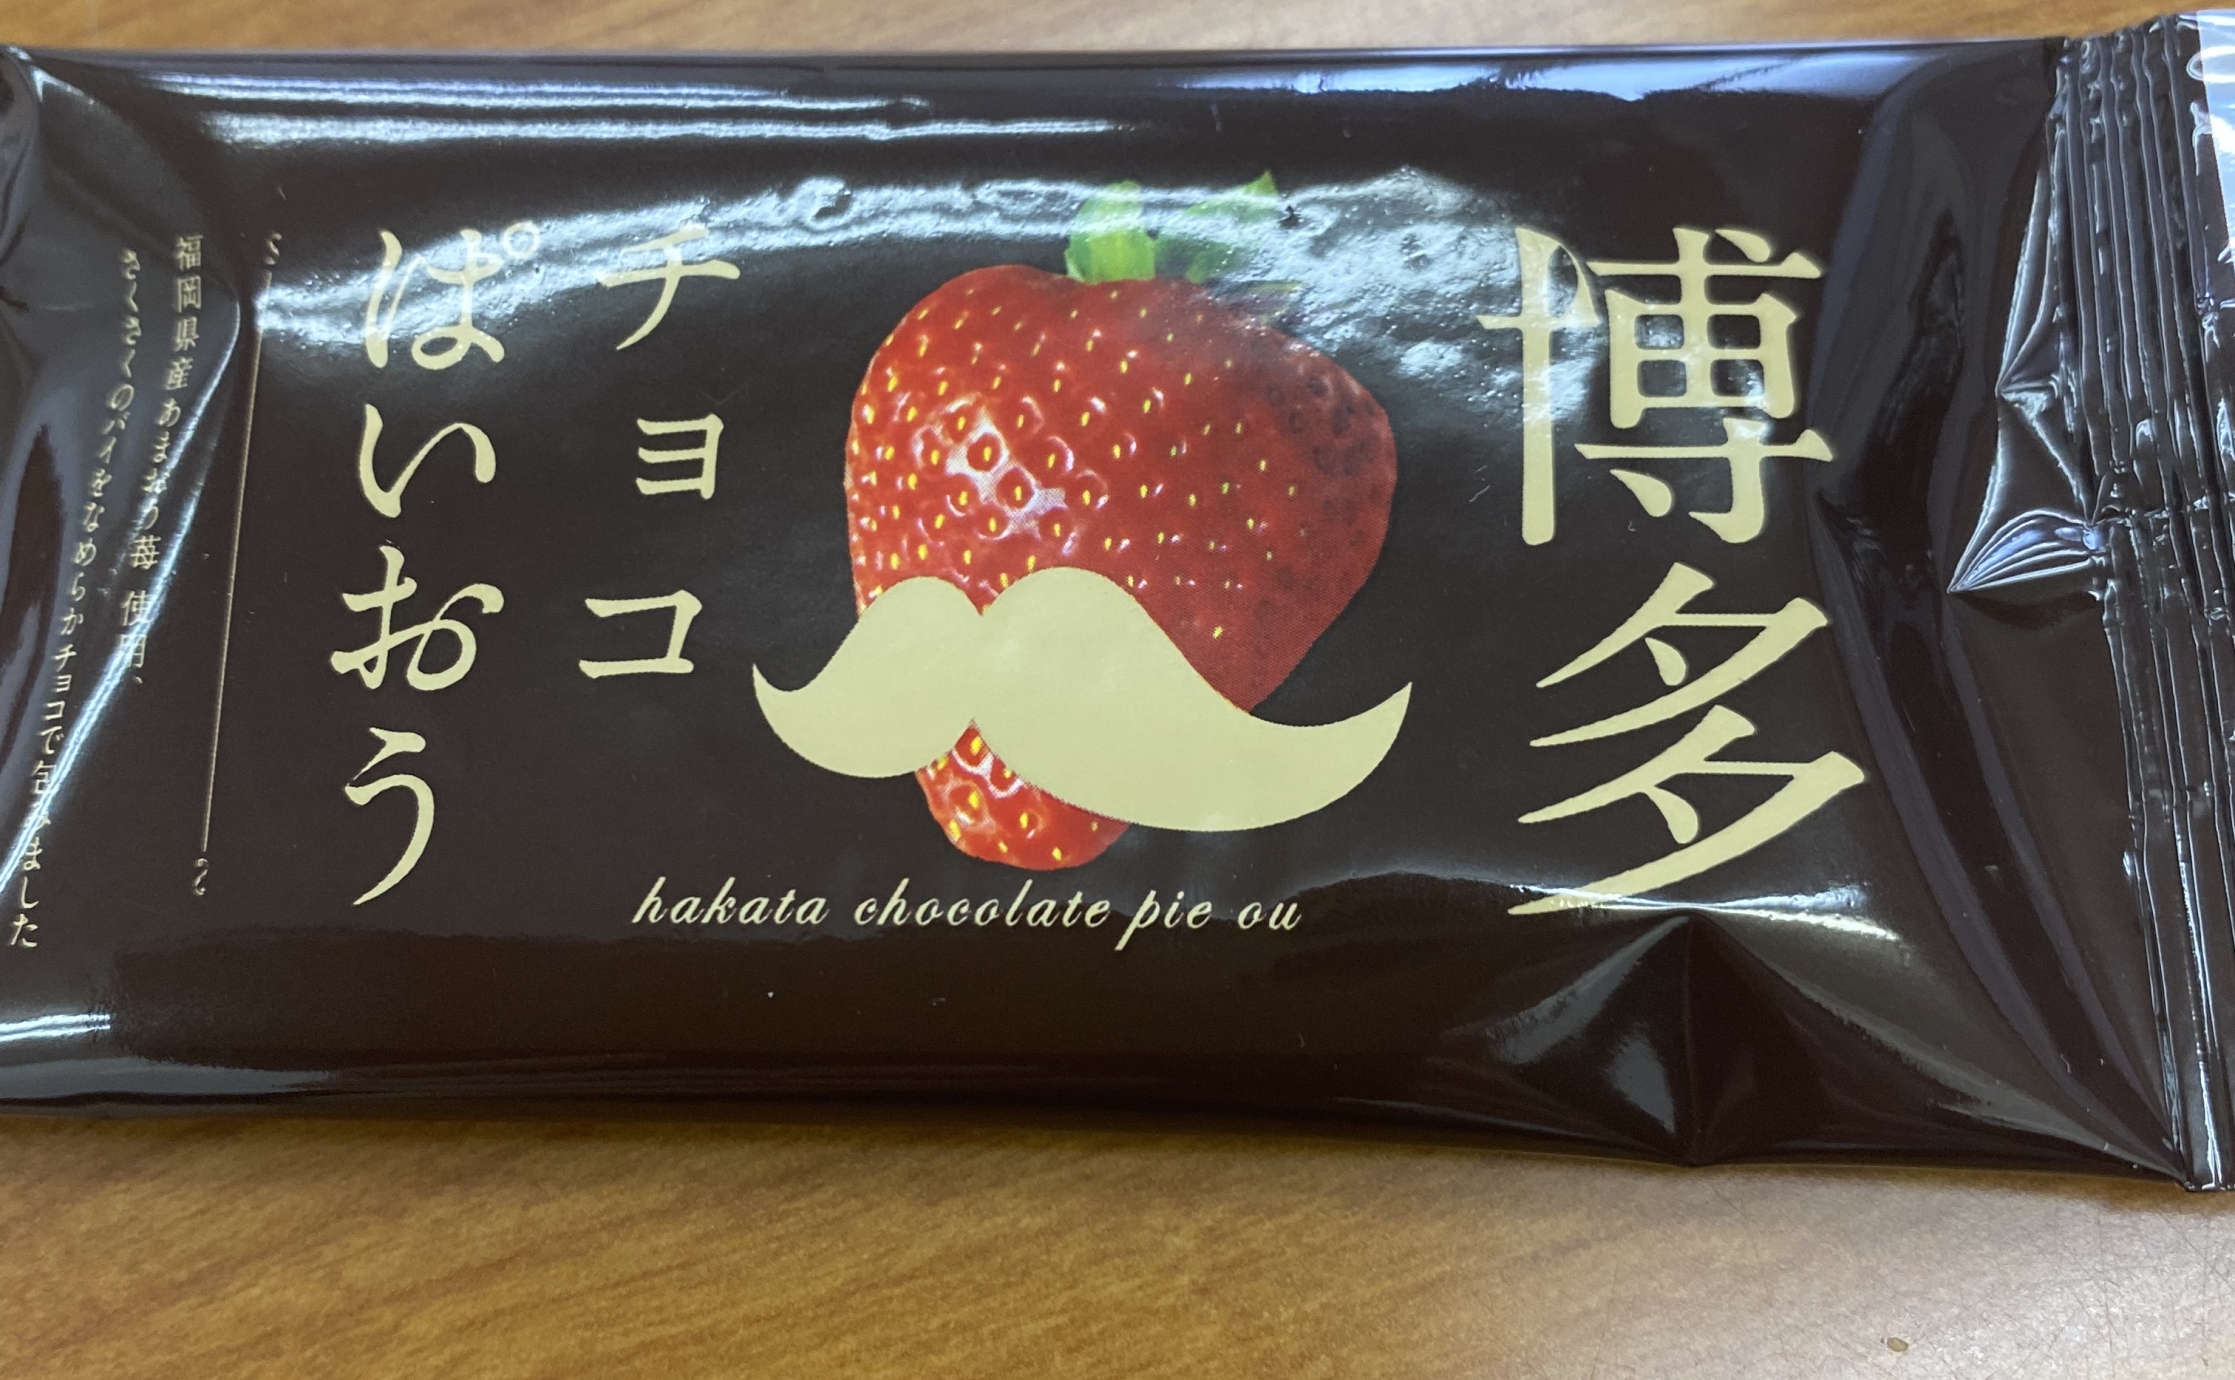 博多
チョコ
ぱいおう
hakata chocolate pie ou
福岡県産あまおう苺使用、
さくさくのパイをなめらかチョコで包みました